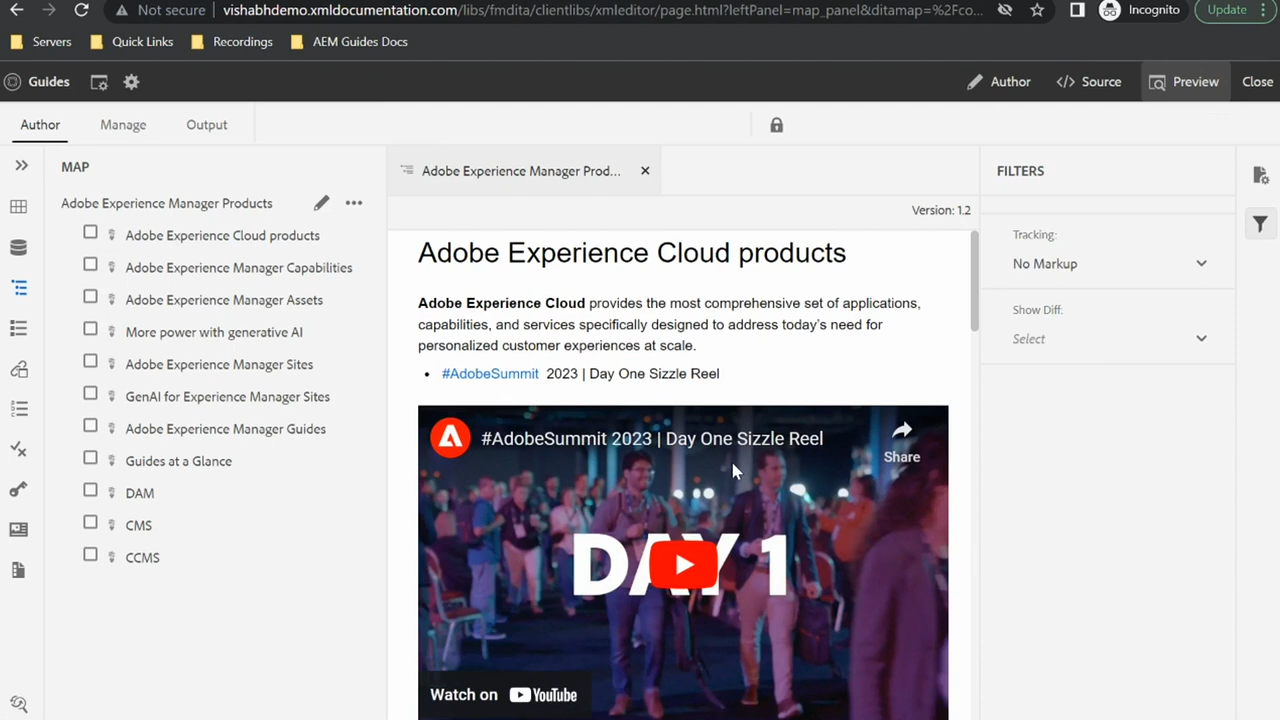 Not secure
vishabhdemo.xmldocumentation.com/libs/fmdita/clientlibs/xmleditor/page.html?leftPanel=map_panel&ditamap=%2Fco...
Incognito
Update
Servers
Quick Links
Recordings
AEM Guides Docs
Guides
Author
</> Source
Preview
Close
Author
Manage
Output
MAP
Adobe Experience Manager Products
Adobe Experience Cloud products
Adobe Experience Manager Capabilities
Adobe Experience Manager Assets
More power with generative AI
Adobe Experience Manager Sites
GenAI for Experience Manager Sites
Adobe Experience Manager Guides
Guides at a Glance
DAM
CMS
CCMS
Adobe Experience Manager Prod...
Version: 1.2
Adobe Experience Cloud products
Adobe Experience Cloud provides the most comprehensive set of applications,
capabilities, and services specifically designed to address today's need for
personalized customer experiences at scale.
• #AdobeSummit 2023 | Day One Sizzle Reel
#AdobeSummit 2023 | Day One Sizzle Reel
Share
DAY 1
Watch on YouTube
FILTERS
Tracking:
No Markup
Show Diff:
Select